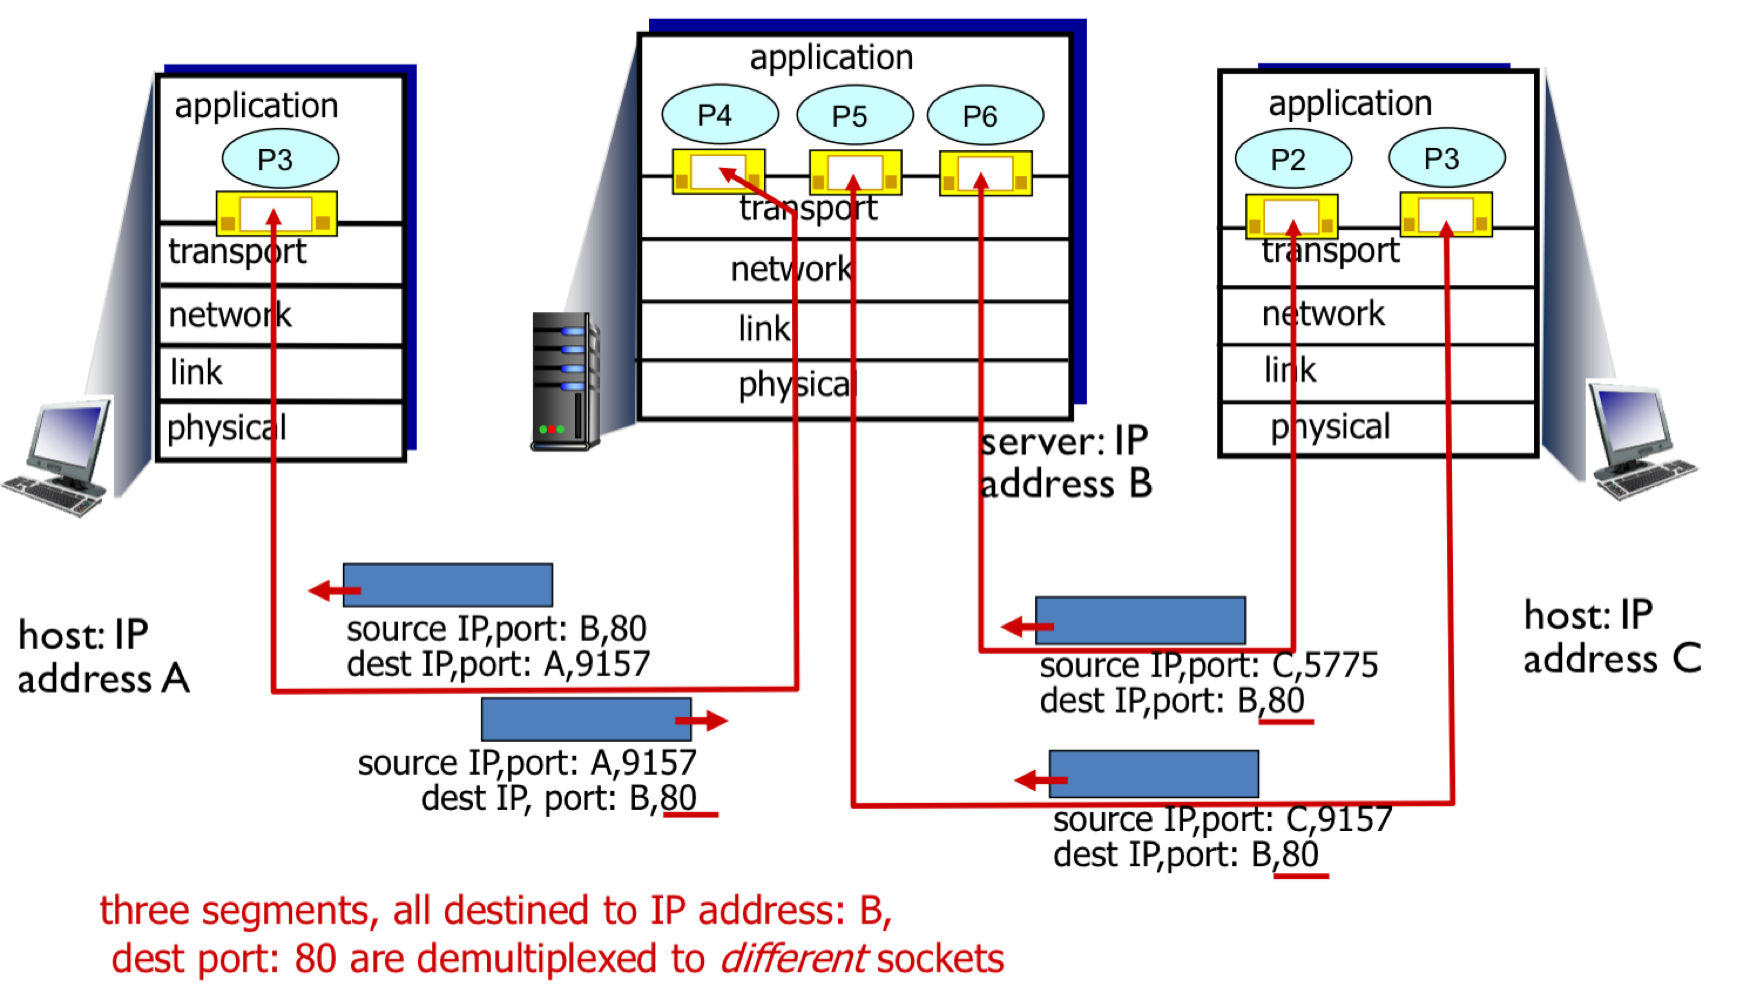 application
P3
transport
network
link
physical
host: IP
address A
application
P4
P5
P6
transport
network
link
physical
server: IP
address B
application
P2
P3
transport
network
link
physical
host: IP
address C
source IP,port: B,80
dest IP,port: A,9157
source IP,port: A,9157
dest IP, port: B,80
source IP,port: C,5775
dest IP,port: B,80
source IP,port: C,9157
dest IP,port: B,80
three segments, all destined to IP address: B,
dest port: 80 are demultiplexed to different sockets